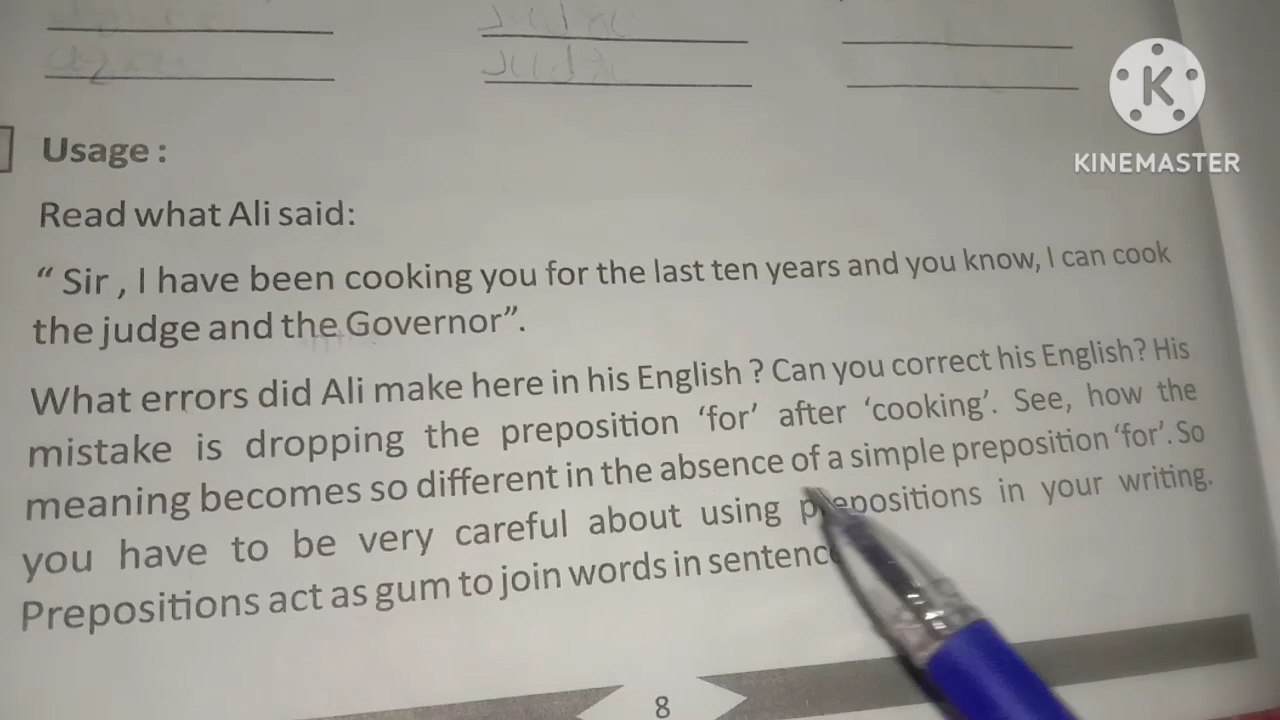 K
KINEMASTER
Usage :
Read what Ali said:
“ Sir , I have been cooking you for the last ten years and you know, I can cook
the judge and the Governor”.
What errors did Ali make here in his English ? Can you correct his English? His
mistake is dropping the preposition ‘for’ after ‘cooking’. See, how the
meaning becomes so different in the absence of a simple preposition ‘for’. So
you have to be very careful about using prepositions in your writing.
Prepositions act as gum to join words in
8